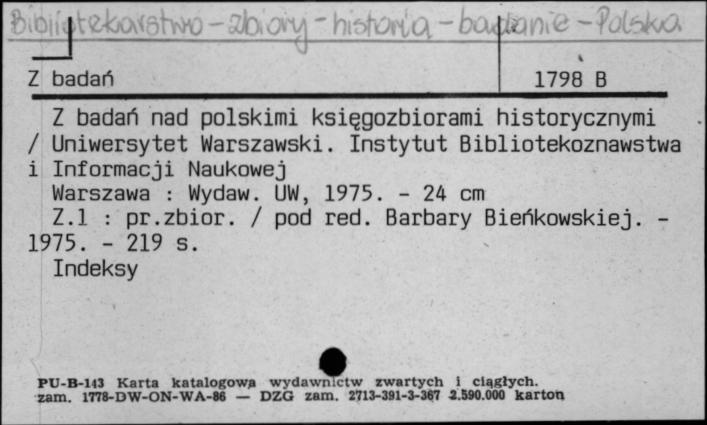 Bibliotekarstwo - zbiory - historia - badanie - Polska.
Z badań 1798 B
Z badań nad polskimi księgozbiorami historycznymi
/ Uniwersytet Warszawski. Instytut Bibliotekoznawstwa
i Informacji Naukowej
Warszawa : Wydaw. UW, 1975. - 24 cm
Z.1 : pr.zbior. / pod red. Barbary Bieńkowskiej. -
1975. - 219 s.
Indeksy
PU-B-143 Karta katalogowa wydawnictw zwartych i ciągłych.
zam. 1778-DW-ON-WA-86 — DZG zam. 2713-391-3-367 2.590.000 karton